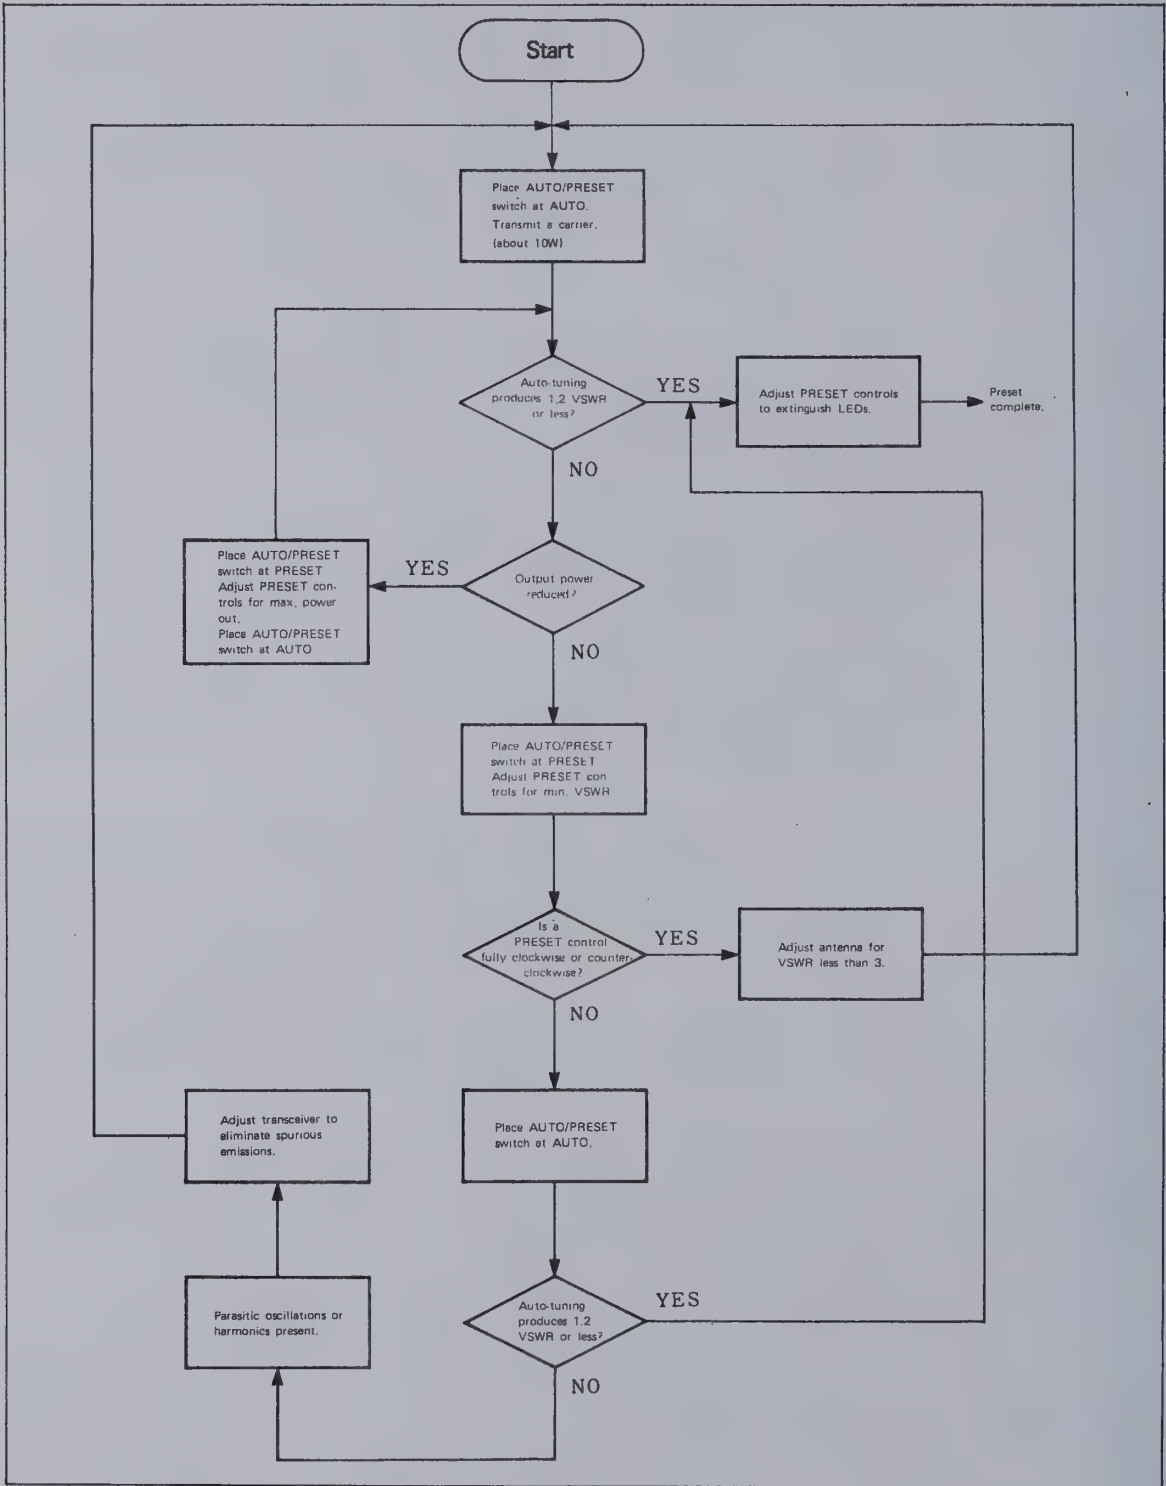 Start
Place AUTO/PRESET
switch at AUTO.
Transmit a carrier.
(about 10W)
Auto-tuning
produces 1.2 VSWR
or less?
YES
Adjust PRESET controls
to extinguish LEDs.
Preset
complete.
NO
Place AUTO/PRESET
switch at PRESET
Adjust PRESET con-
trols for max. power
out.
Place AUTO/PRESET
switch at AUTO
YES
Output power
reduced?
NO
Place AUTO/PRESET
switch at PRESET
Adjust PRESET con
trols for min. VSWR
Is a
PRESET control
fully clockwise or counter-
clockwise?
YES
Adjust antenna for
VSWR less than 3.
NO
Adjust transceiver to
eliminate spurious
emissions.
Place AUTO/PRESET
switch at AUTO.
Parasitic oscillations or
harmonics present.
Auto-tuning
produces 1.2
VSWR or less?
YES
NO